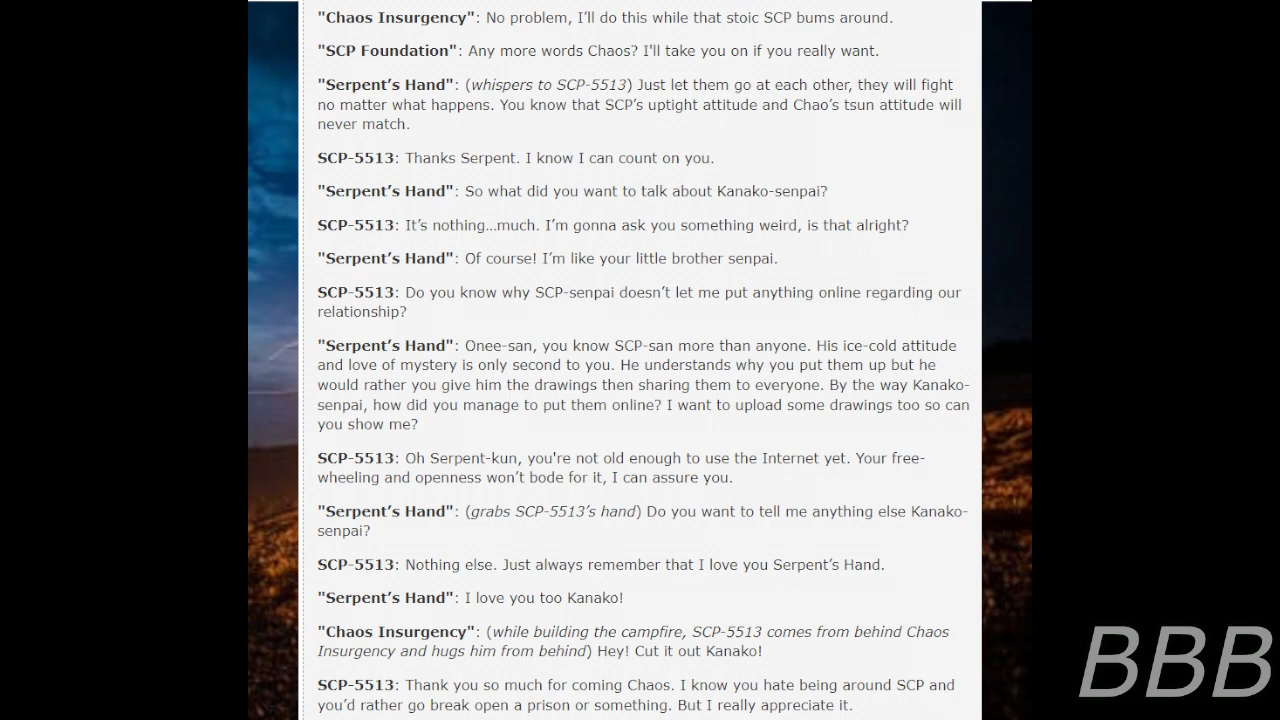 "Chaos Insurgency": No problem, I’ll do this while that stoic SCP bums around.
"SCP Foundation": Any more words Chaos? I'll take you on if you really want.
"Serpent’s Hand": (whispers to SCP-5513) Just let them go at each other, they will fight
no matter what happens. You know that SCP’s uptight attitude and Chao’s tsun attitude will
never match.
SCP-5513: Thanks Serpent. I know I can count on you.
"Serpent’s Hand": So what did you want to talk about Kanako-senpai?
SCP-5513: It’s nothing…much. I’m gonna ask you something weird, is that alright?
"Serpent’s Hand": Of course! I’m like your little brother senpai.
SCP-5513: Do you know why SCP-senpai doesn’t let me put anything online regarding our
relationship?
"Serpent’s Hand": Onee-san, you know SCP-san more than anyone. His ice-cold attitude
and love of mystery is only second to you. He understands why you put them up but he
would rather you give him the drawings then sharing them to everyone. By the way Kanako-
senpai, how did you manage to put them online? I want to upload some drawings too so can
you show me?
SCP-5513: Oh Serpent-kun, you're not old enough to use the Internet yet. Your free-
wheeling and openness won’t bode for it, I can assure you.
"Serpent’s Hand": (grabs SCP-5513’s hand) Do you want to tell me anything else Kanako-
senpai?
SCP-5513: Nothing else. Just always remember that I love you Serpent’s Hand.
"Serpent’s Hand": I love you too Kanako!
"Chaos Insurgency": (while building the campfire, SCP-5513 comes from behind Chaos
Insurgency and hugs him from behind) Hey! Cut it out Kanako!
SCP-5513: Thank you so much for coming Chaos. I know you hate being around SCP and
you’d rather go break open a prison or something. But I really appreciate it.
BBB